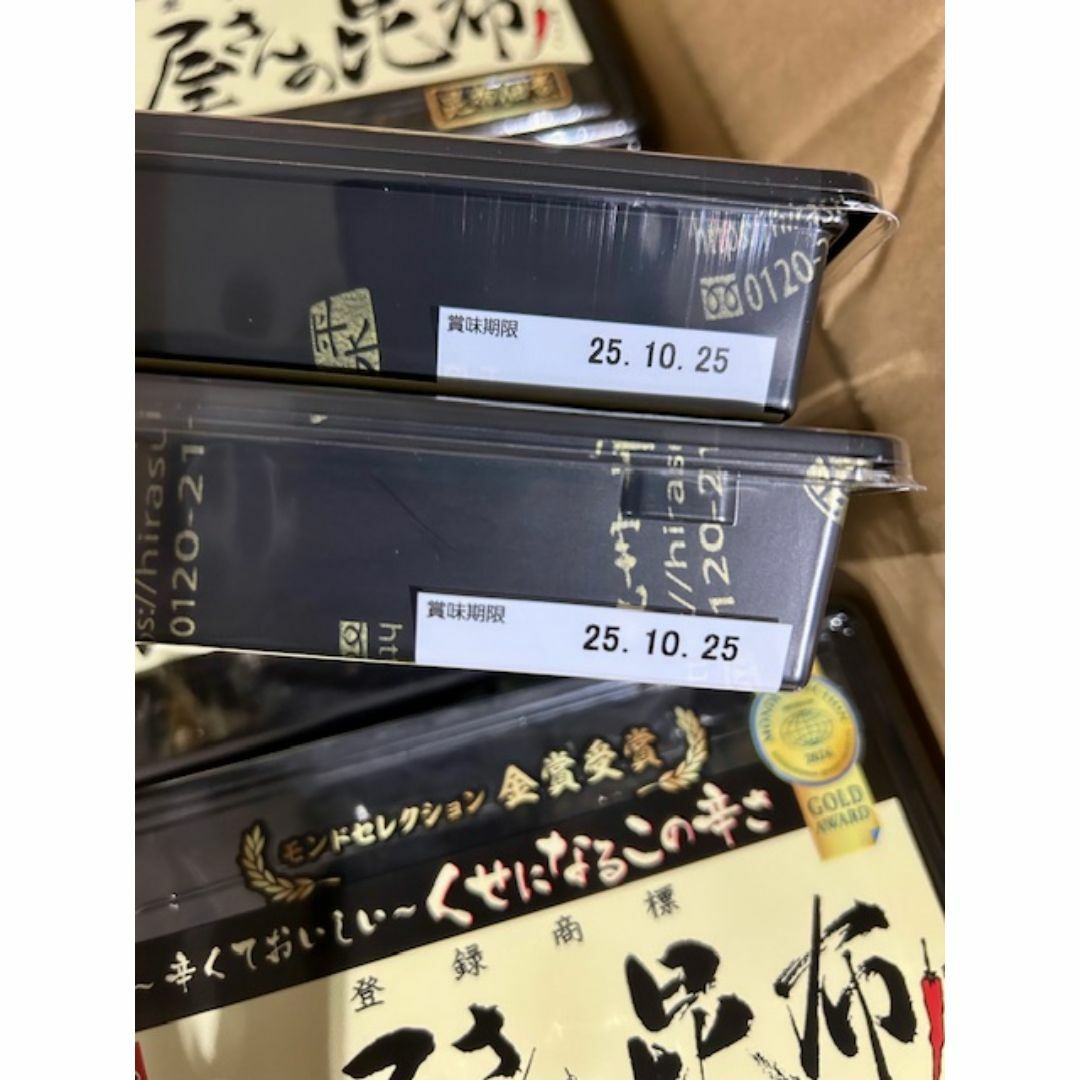 屋さんの昆布
賞味期限
25.10.25
0120-
賞味期限
25.10.25
0120-21
0120-21
モンドセレクション 金賞受賞
GOLD
AWARD
～辛くておいしい～くせになるこの辛さ
登録商標
さ 昆布